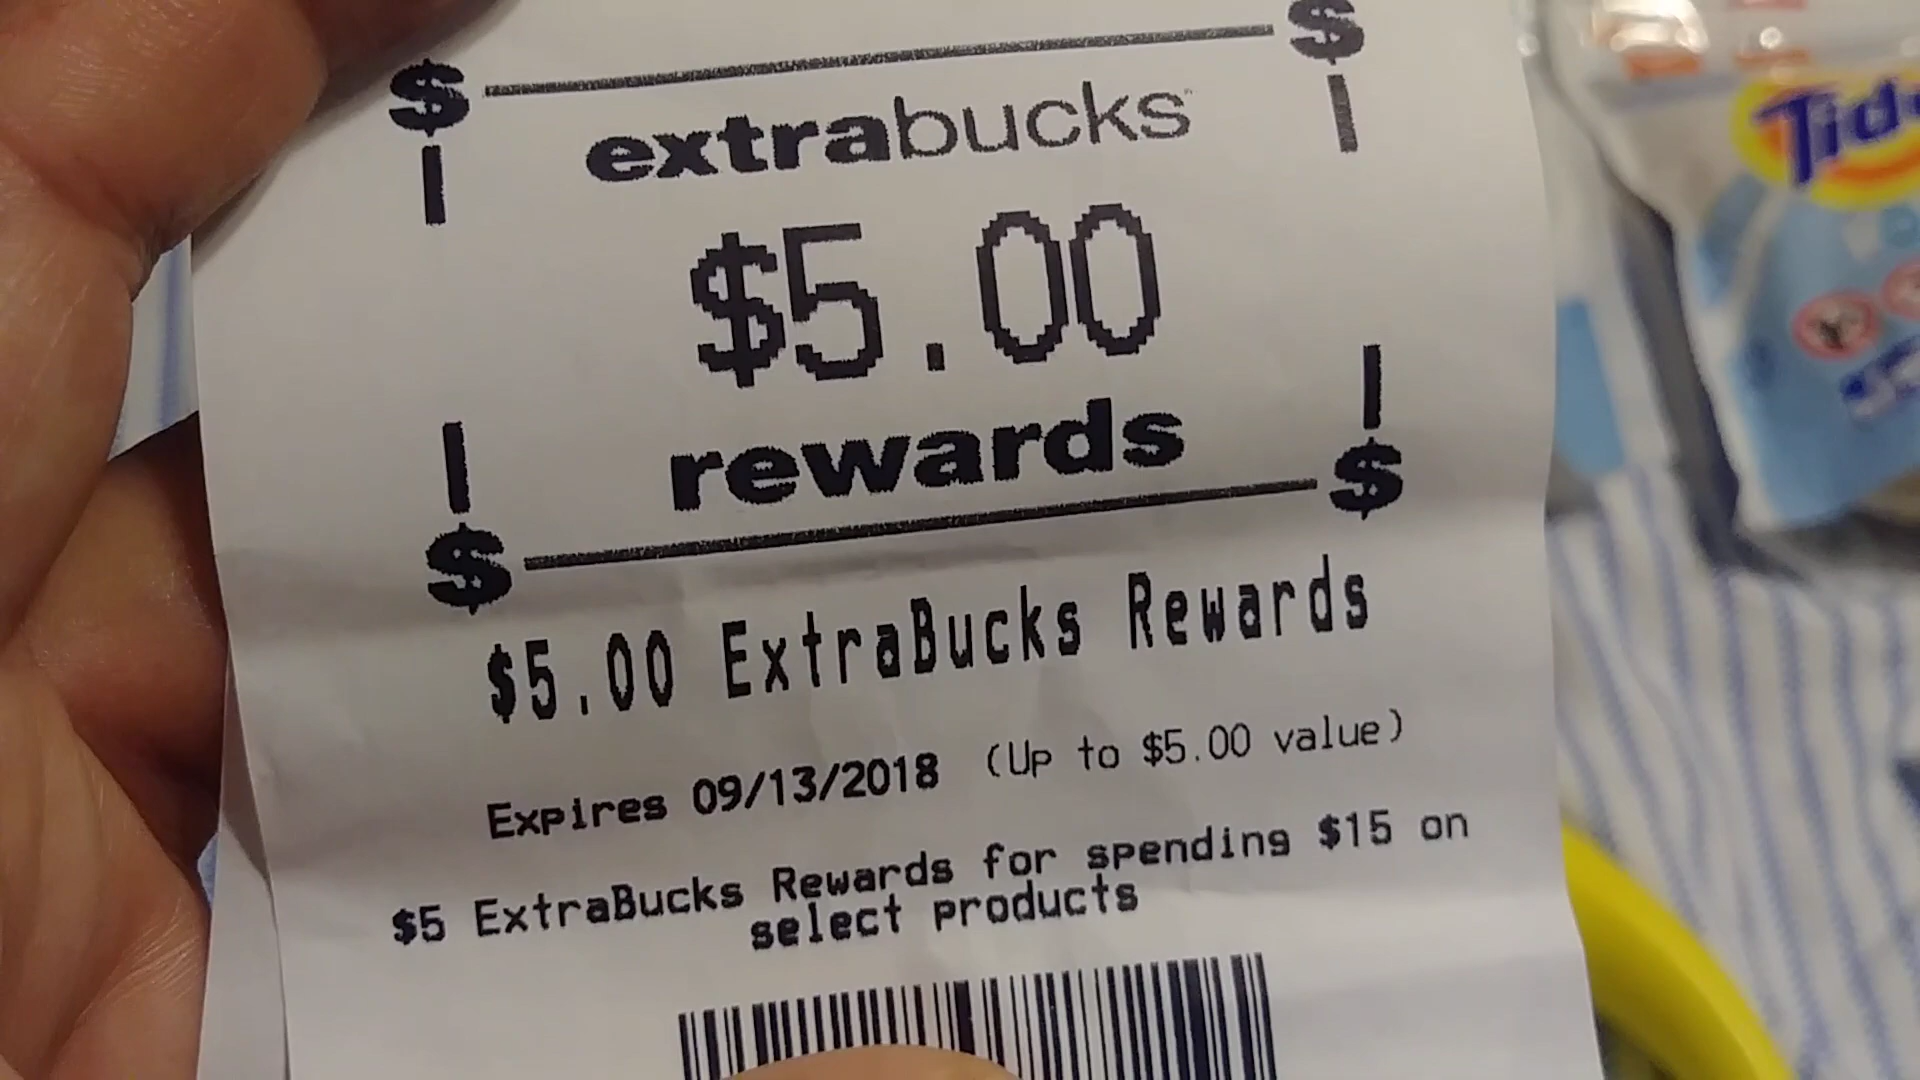 extrabucks
$5.00
rewards
$5.00 ExtraBucks Rewards
Expires 09/13/2018 (Up to $5.00 value)
$5 ExtraBucks Rewards for spending $15 on
select products
Tide